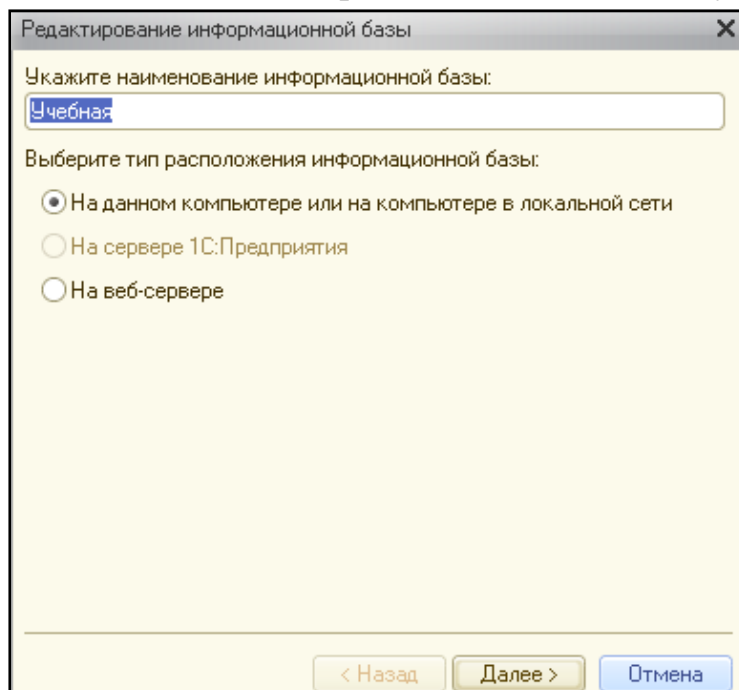 Редактирование информационной базы
Укажите наименование информационной базы:
Учебная
Выберите тип расположения информационной базы:
На данном компьютере или на компьютере в локальной сети
На сервере 1С:Предприятия
На веб-сервере
< Назад Далее > Отмена